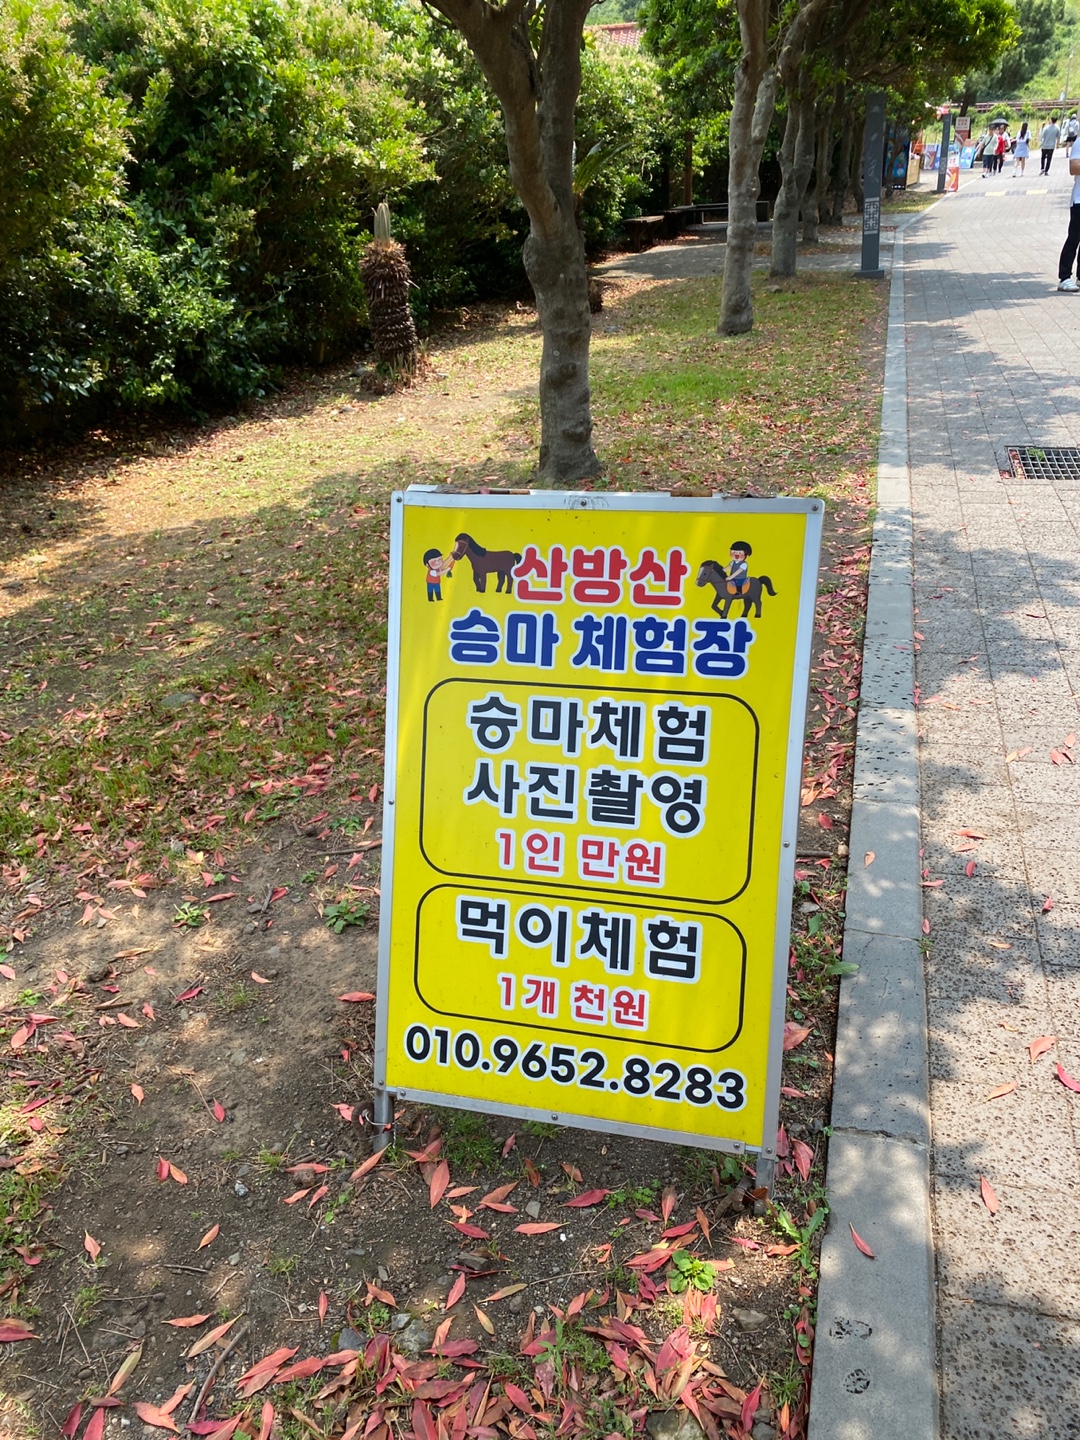 산방산
승마 체험장
승마체험
사진촬영
1인 만원
먹이체험
1개 천원
010.9652.8283